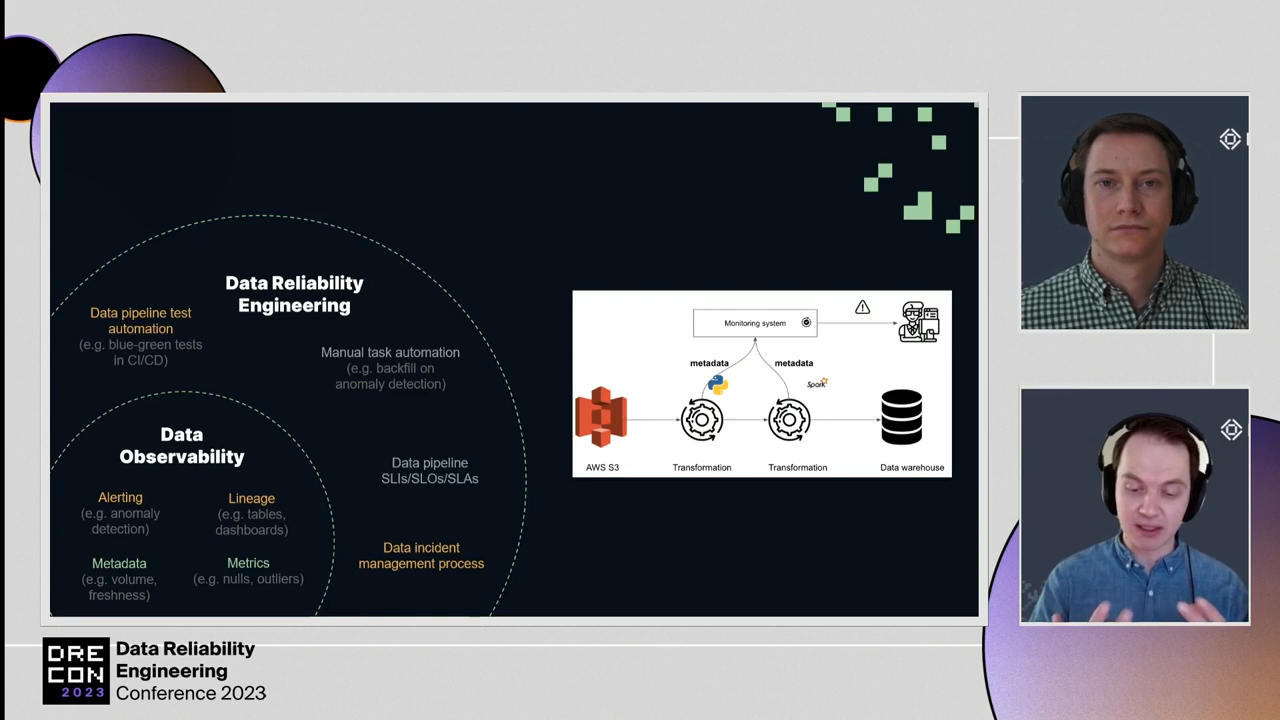 Data Reliability
Engineering
Data pipeline test
automation
(e.g. blue-green tests
in CI/CD)
Manual task automation
(e.g. backfill on
anomaly detection)
Data
Observability
Data pipeline
SLIs/SLOs/SLAs
Alerting
(e.g. anomaly
detection)
Lineage
(e.g. tables,
dashboards)
Metadata
(e.g. volume,
freshness)
Metrics
(e.g. nulls, outliers)
Data incident
management process
Monitoring system
metadata
metadata
Spark
AWS S3
Transformation
Transformation
Data warehouse
DRE
CON
2023
Data Reliability
Engineering
Conference 2023